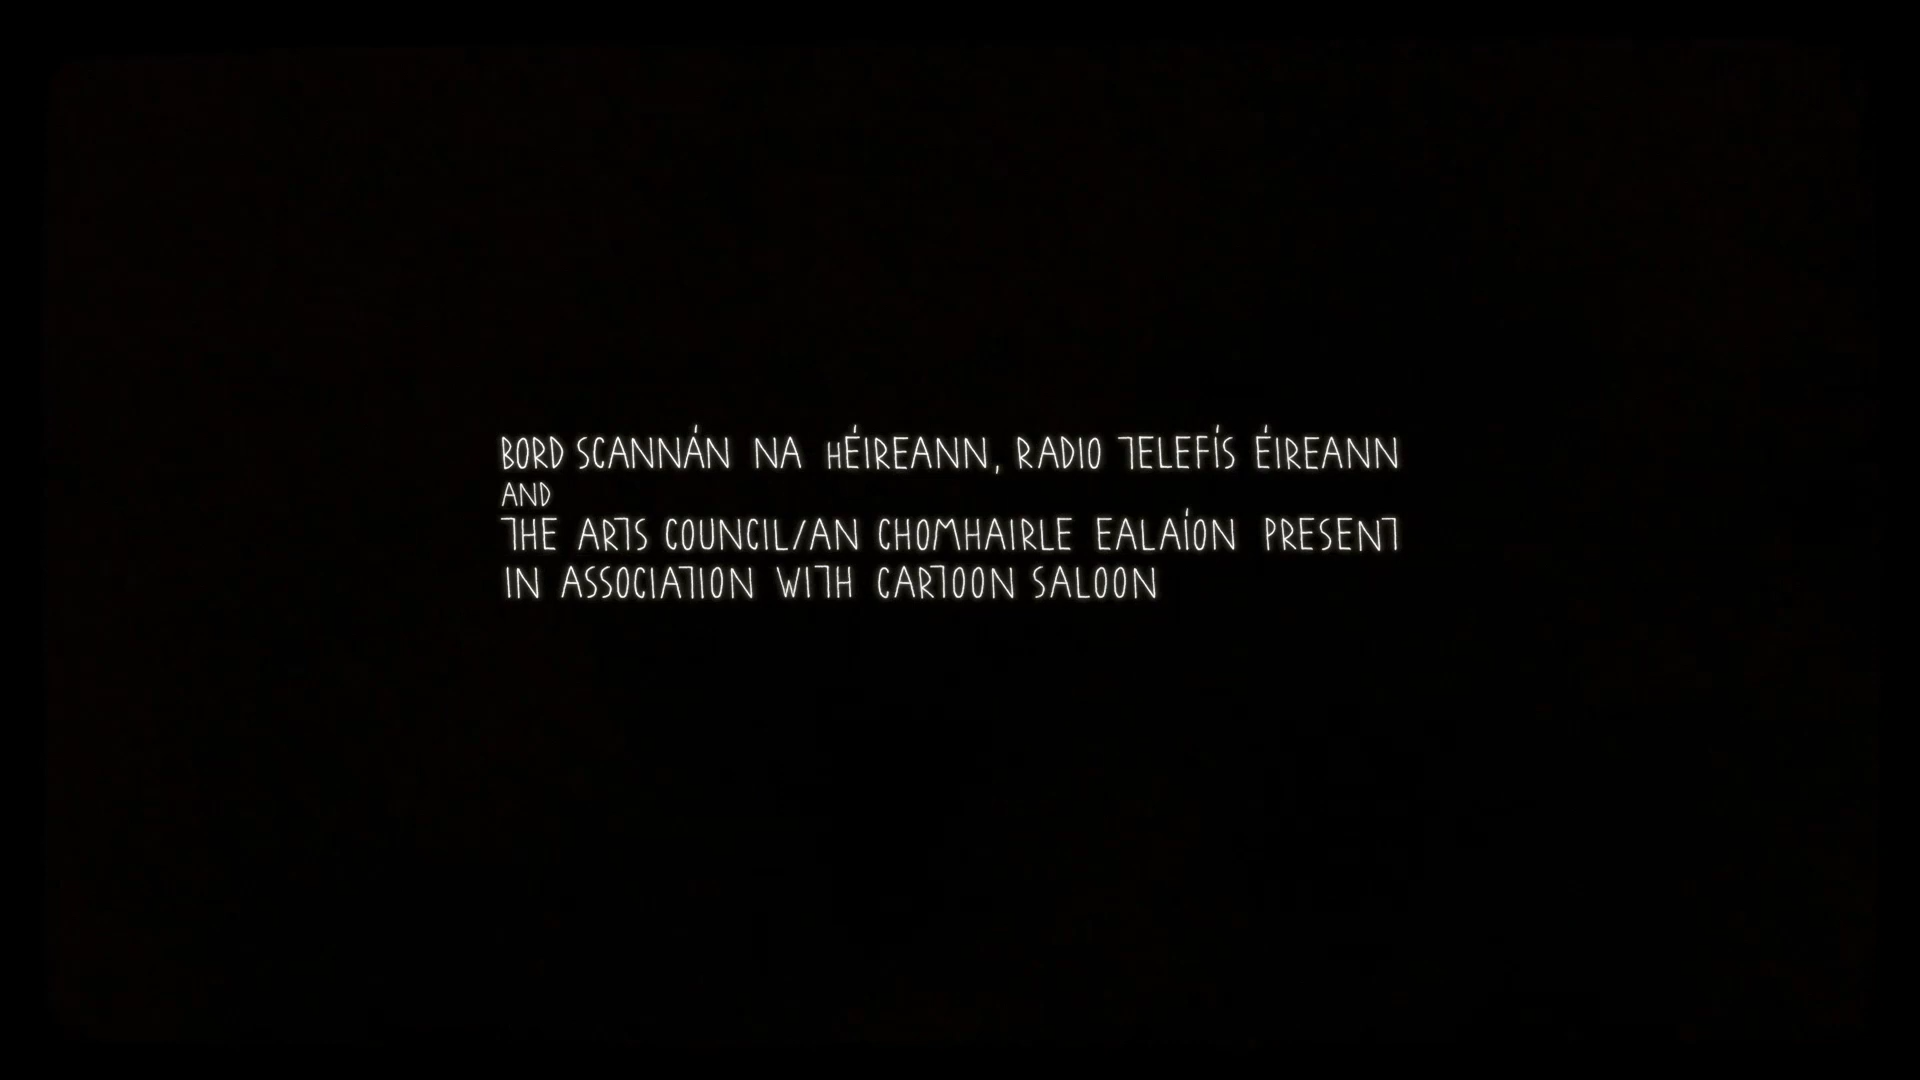 BORD SCANNÁN NA HÉIREANN, RADIO TELEFÍS ÉIREANN
AND
THE ARTS COUNCIL/AN CHOMHAIRLE EALAÍON PRESENT
IN ASSOCIATION WITH CARTOON SALOON